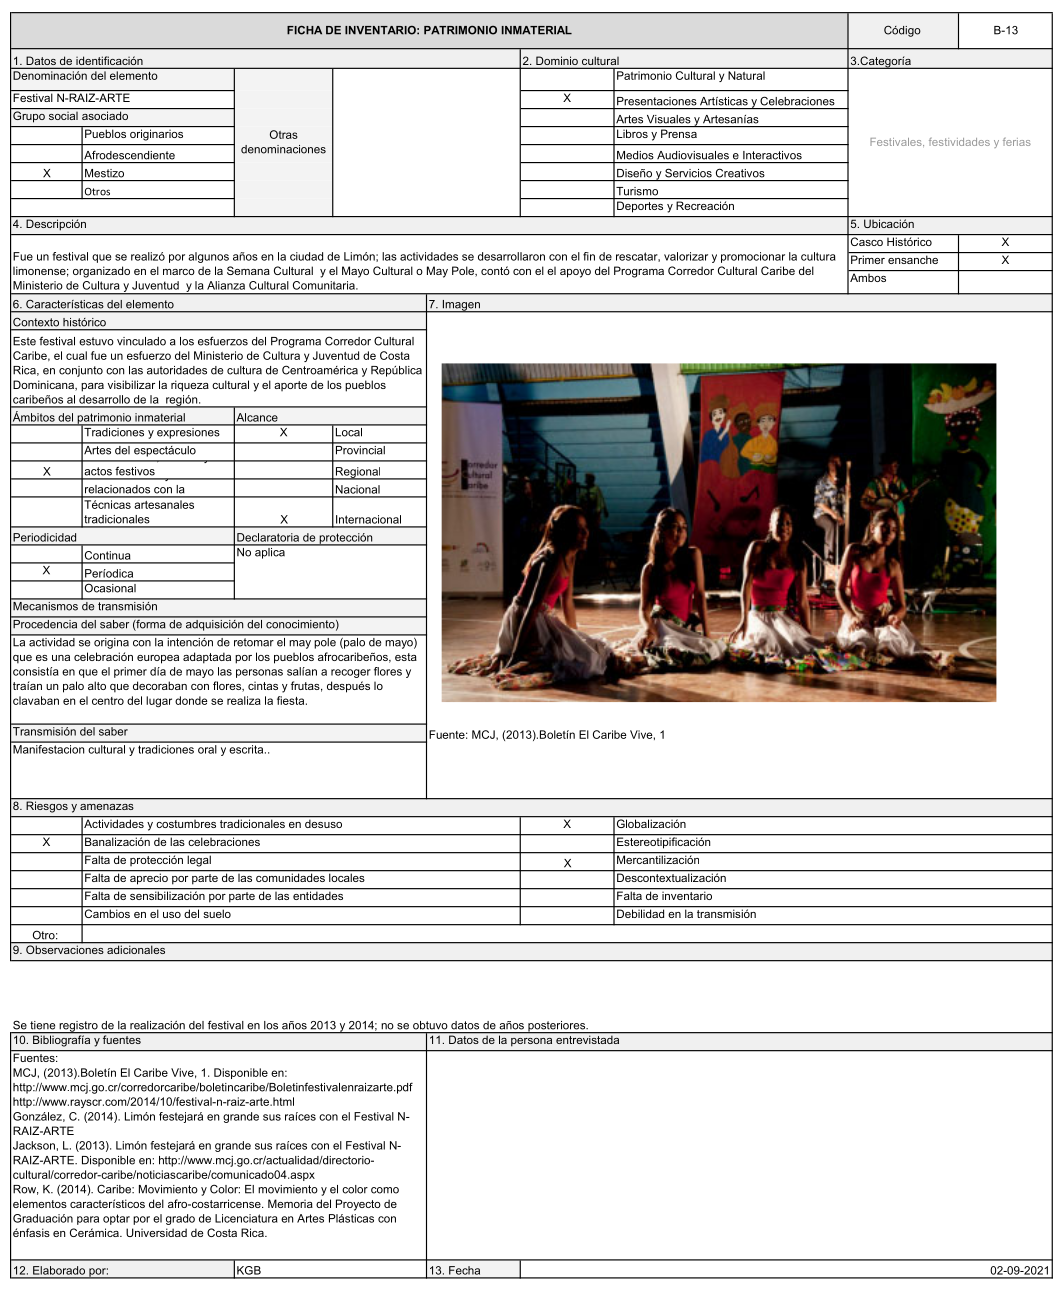 FICHA DE INVENTARIO: PATRIMONIO INMATERIAL
Código
B-13
1. Datos de identificación
2. Dominio cultural
3.Categoría
Denominación del elemento
Festival N-RAIZ-ARTE
Grupo social asociado
Pueblos originarios
Afrodescendiente
X Mestizo
Otros
Otras
denominaciones
Patrimonio Cultural y Natural
X Presentaciones Artísticas y Celebraciones
Artes Visuales y Artesanías
Libros y Prensa
Medios Audiovisuales e Interactivos
Diseño y Servicios Creativos
Turismo
Deportes y Recreación
Festivales, festividades y ferias
4. Descripción
Fue un festival que se realizó por algunos años en la ciudad de Limón; las actividades se desarrollaron con el fin de rescatar, valorizar y promocionar la cultura
limonense; organizado en el marco de la Semana Cultural y el Mayo Cultural o May Pole, contó con el el apoyo del Programa Corredor Cultural Caribe del
Ministerio de Cultura y Juventud y la Alianza Cultural Comunitaria.
5. Ubicación
Casco Histórico X
Primer ensanche X
Ambos
6. Características del elemento
Contexto histórico
Este festival estuvo vinculado a los esfuerzos del Programa Corredor Cultural
Caribe, el cual fue un esfuerzo del Ministerio de Cultura y Juventud de Costa
Rica, en conjunto con las autoridades de cultura de Centroamérica y República
Dominicana, para visibilizar la riqueza cultural y el aporte de los pueblos
caribeños al desarrollo de la región.
Ámbitos del patrimonio inmaterial
Alcance
Tradiciones y expresiones
X Local
Artes del espectáculo
Provincial
X actos festivos
Regional
relacionados con la
Nacional
Técnicas artesanales
tradicionales
X Internacional
Periodicidad
Declaratoria de protección
Continua
No aplica
X Períodica
Ocasional
Mecanismos de transmisión
Procedencia del saber (forma de adquisición del conocimiento)
La actividad se origina con la intención de retomar el may pole (palo de mayo)
que es una celebración europea adaptada por los pueblos afrocaribeños, esta
consistía en que el primer día de mayo las personas salían a recoger flores y
traían un palo alto que decoraban con flores, cintas y frutas, después lo
clavaban en el centro del lugar donde se realiza la fiesta.
Transmisión del saber
Manifestacion cultural y tradiciones oral y escrita..
7. Imagen
orredor
ultural
aribe
Fuente: MCJ, (2013).Boletín El Caribe Vive, 1
8. Riesgos y amenazas
Actividades y costumbres tradicionales en desuso
X Globalización
X Banalización de las celebraciones
Estereotipificación
Falta de protección legal
X Mercantilización
Falta de aprecio por parte de las comunidades locales
Descontextualización
Falta de sensibilización por parte de las entidades
Falta de inventario
Cambios en el uso del suelo
Debilidad en la transmisión
Otro:
9. Observaciones adicionales
Se tiene registro de la realización del festival en los años 2013 y 2014; no se obtuvo datos de años posteriores.
10. Bibliografía y fuentes
11. Datos de la persona entrevistada
Fuentes:
MCJ, (2013).Boletín El Caribe Vive, 1. Disponible en:
http://www.mcj.go.cr/corredorcaribe/boletincaribe/Boletinfestivalenraizarte.pdf
http://www.rayscr.com/2014/10/festival-n-raiz-arte.html
González, C. (2014). Limón festejará en grande sus raíces con el Festival N-
RAIZ-ARTE
Jackson, L. (2013). Limón festejará en grande sus raíces con el Festival N-
RAIZ-ARTE. Disponible en: http://www.mcj.go.cr/actualidad/directorio-
cultural/corredor-caribe/noticiascaribe/comunicado04.aspx
Row, K. (2014). Caribe: Movimiento y Color: El movimiento y el color como
elementos característicos del afro-costarricense. Memoria del Proyecto de
Graduación para optar por el grado de Licenciatura en Artes Plásticas con
énfasis en Cerámica. Universidad de Costa Rica.
12. Elaborado por:
KGB
13. Fecha
02-09-2021